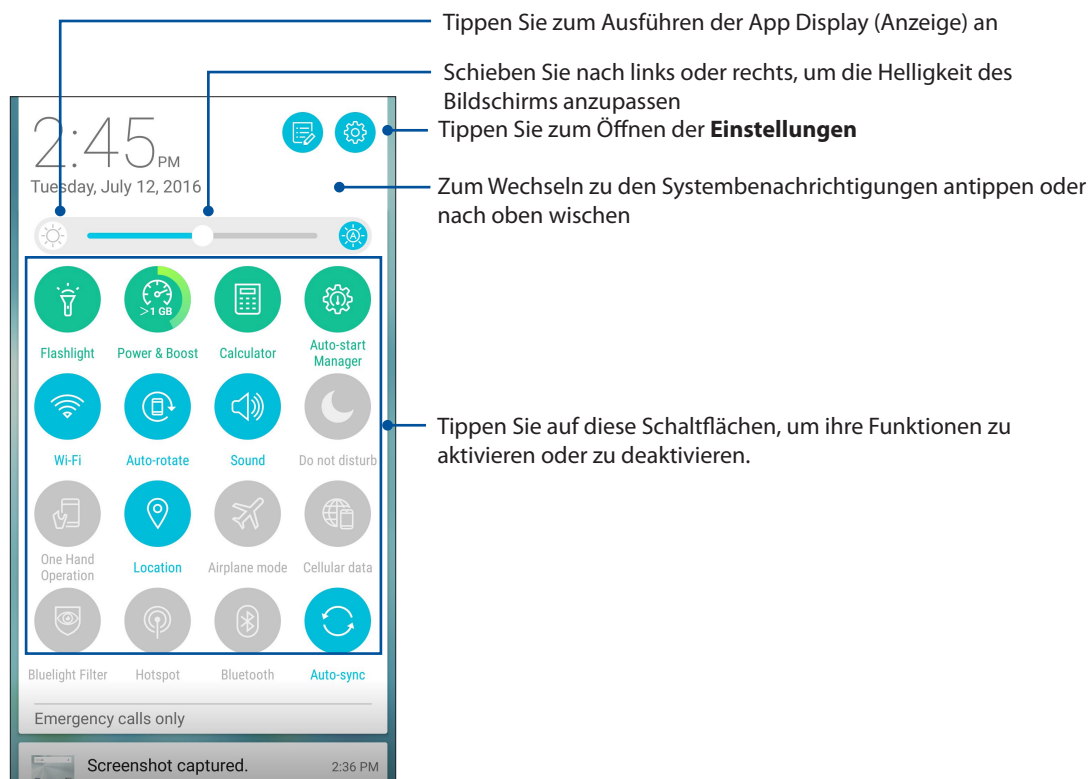 Tippen Sie zum Ausführen der App Display (Anzeige) an
Schieben Sie nach links oder rechts, um die Helligkeit des
Bildschirms anzupassen
Tippen Sie zum Öffnen der Einstellungen
Zum Wechseln zu den Systembenachrichtigungen antippen oder
nach oben wischen
2:45 PM
Tuesday, July 12, 2016
A
>1 GB
Flashlight Power & Boost Calculator Auto-start
Manager
Wi-Fi Auto-rotate Sound Do not disturb
Tippen Sie auf diese Schaltflächen, um ihre Funktionen zu
aktivieren oder zu deaktivieren.
One Hand
Operation Location Airplane mode Cellular data
Bluelight Filter Hotspot Bluetooth Auto-sync
Emergency calls only
Screenshot captured. 2:36 PM